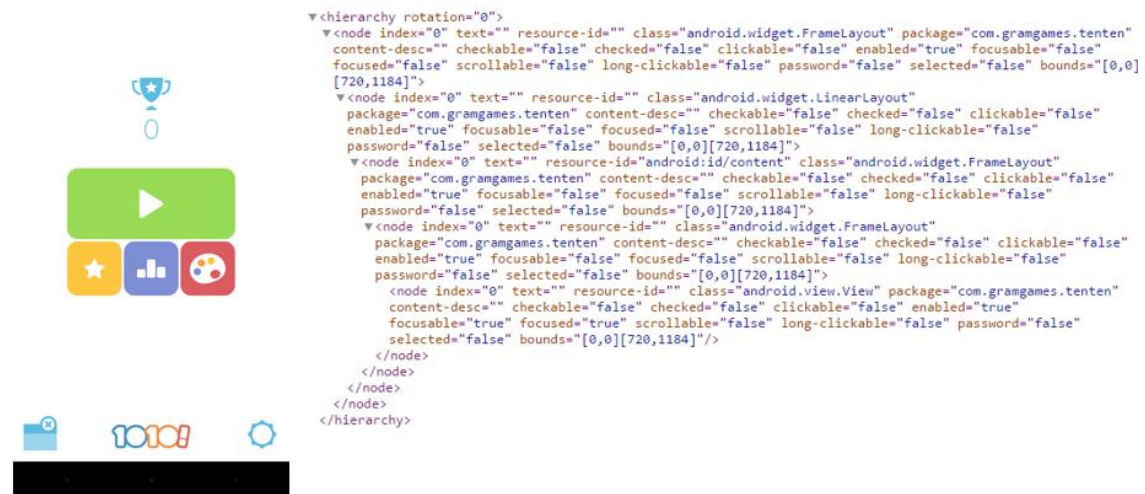 0
1010!
▼<hierarchy rotation="0">
▼<node index="0" text="" resource-id="" class="android.widget.FrameLayout" package="com.gramgames.tenten"
content-desc="" checkable="false" checked="false" clickable="false" enabled="true" focusable="false"
focused="false" scrollable="false" long-clickable="false" password="false" selected="false" bounds="[0,0]
[720,1184]">
▼<node index="0" text="" resource-id="" class="android.widget.LinearLayout"
package="com.gramgames.tenten" content-desc="" checkable="false" checked="false" clickable="false"
enabled="true" focusable="false" focused="false" scrollable="false" long-clickable="false"
password="false" selected="false" bounds="[0,0][720,1184]">
▼<node index="0" text="" resource-id="android:id/content" class="android.widget.FrameLayout"
package="com.gramgames.tenten" content-desc="" checkable="false" checked="false" clickable="false"
enabled="true" focusable="false" focused="false" scrollable="false" long-clickable="false"
password="false" selected="false" bounds="[0,0][720,1184]">
▼<node index="0" text="" resource-id="" class="android.widget.FrameLayout"
package="com.gramgames.tenten" content-desc="" checkable="false" checked="false" clickable="false"
enabled="true" focusable="false" focused="false" scrollable="false" long-clickable="false"
password="false" selected="false" bounds="[0,0][720,1184]">
<node index="0" text="" resource-id="" class="android.view.View" package="com.gramgames.tenten"
content-desc="" checkable="false" checked="false" clickable="false" enabled="true"
focusable="true" focused="true" scrollable="false" long-clickable="false" password="false"
selected="false" bounds="[0,0][720,1184]"/>
</node>
</node>
</node>
</node>
</hierarchy>